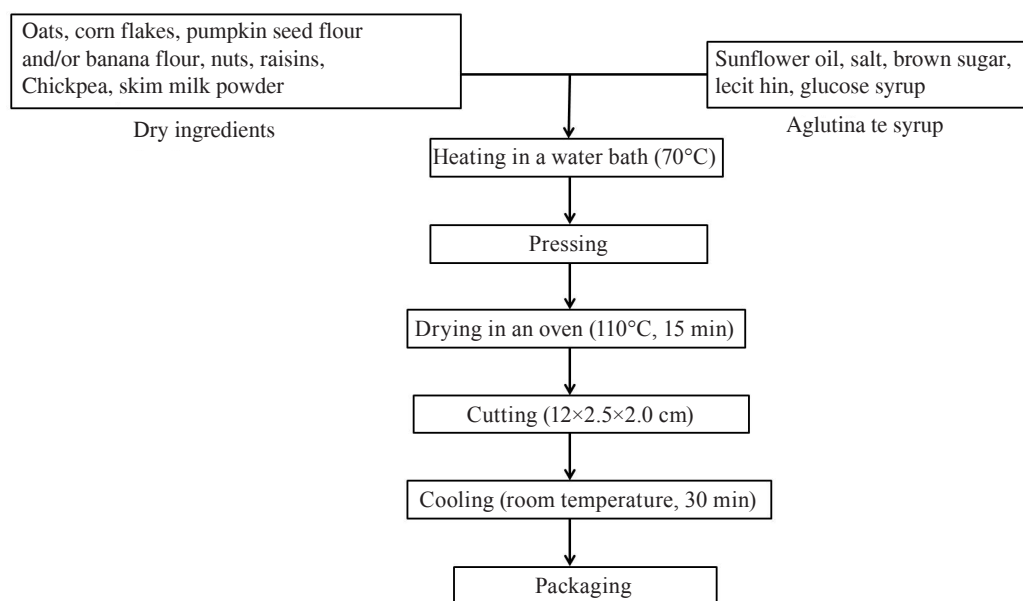 Oats, corn flakes, pumpkin seed flour
and/or banana flour, nuts, raisins,
Chickpea, skim milk powder
Dry ingredients
Sunflower oil, salt, brown sugar,
lecit hin, glucose syrup
Aglutina te syrup
Heating in a water bath (70°C)
Pressing
Drying in an oven (110°C, 15 min)
Cutting (12×2.5×2.0 cm)
Cooling (room temperature, 30 min)
Packaging